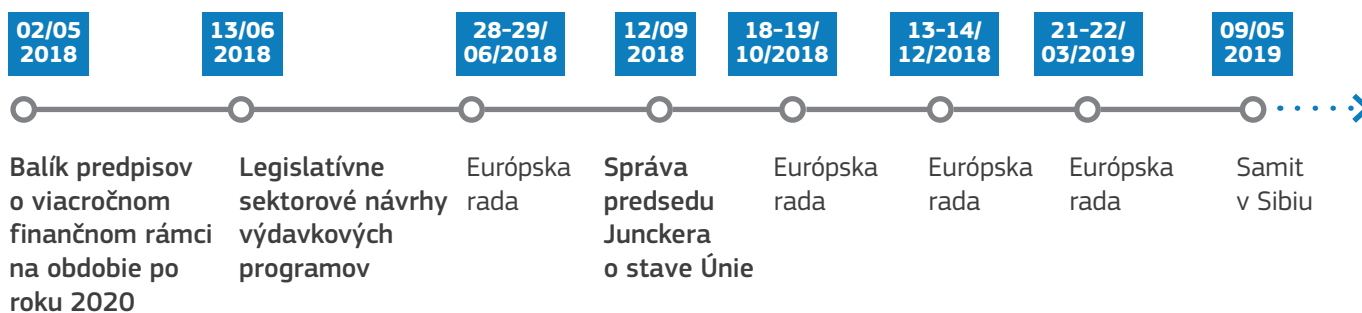 02/05
2018
13/06
2018
28-29/
06/2018
12/09
2018
18-19/
10/2018
13-14/
12/2018
21-22/
03/2019
09/05
2019
Balík predpisov
o viacročnom
finančnom rámci
na obdobie po
roku 2020
Legislatívne
sektorové návrhy
výdavkových
programov
Európska
rada
Správa
predsedu
Junckera
o stave Únie
Európska
rada
Európska
rada
Európska
rada
Samit
v Sibiu